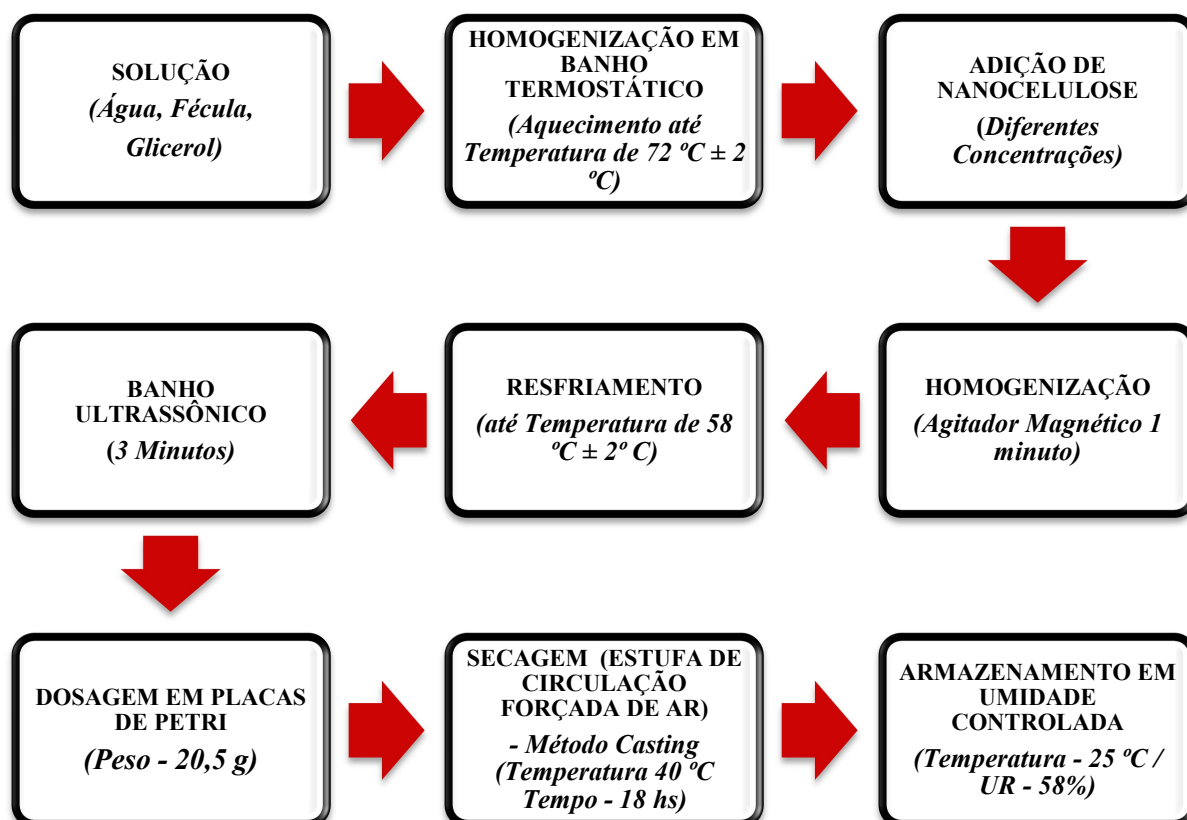 SOLUÇÃO
(Água, Fécula,
Glicerol)
HOMOGENIZAÇÃO EM
BANHO
TERMOSTÁTICO
(Aquecimento até
Temperatura de 72 ºC ± 2
ºC)
ADIÇÃO DE
NANOCELULOSE
(Diferentes
Concentrações)
HOMOGENIZAÇÃO
(Agitador Magnético 1
minuto)
RESFRIAMENTO
(até Temperatura de 58
ºC ± 2º C)
BANHO
ULTRASSÔNICO
(3 Minutos)
DOSAGEM EM PLACAS
DE PETRI
(Peso - 20,5 g)
SECAGEM (ESTUFA DE
CIRCULAÇÃO
FORÇADA DE AR)
- Método Casting
(Temperatura 40 ºC
Tempo - 18 hs)
ARMAZENAMENTO EM
UMIDADE
CONTROLADA
(Temperatura - 25 ºC /
UR - 58%)